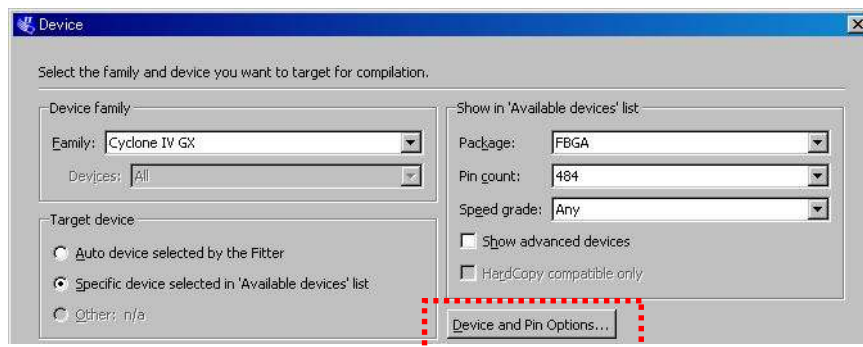 Device
Select the family and device you want to target for compilation.
Device family
Family: Cyclone IV GX
Devices: All
Target device
Auto device selected by the Fitter
Specific device selected in 'Available devices' list
Other: n/a
Show in 'Available devices' list
Package: FBGA
Pin count: 484
Speed grade: Any
Show advanced devices
HardCopy compatible only
Device and Pin Options...